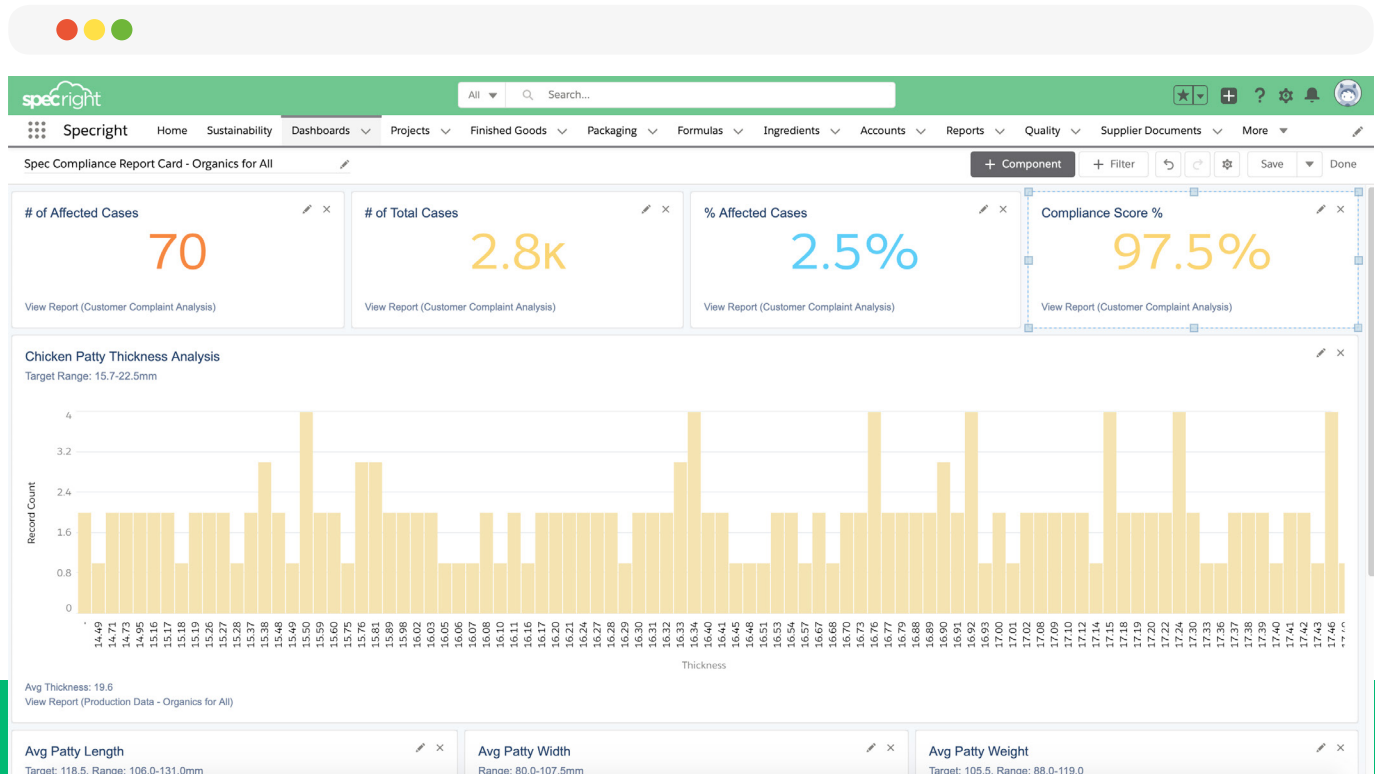 specright
All
Search...
Specright Home Sustainability Dashboards Projects Finished Goods Packaging Formulas Ingredients Accounts Reports Quality Supplier Documents More
Spec Compliance Report Card - Organics for All
+ Component + Filter Save Done
# of Affected Cases
70
View Report (Customer Complaint Analysis)
# of Total Cases
2.8K
View Report (Customer Complaint Analysis)
% Affected Cases
2.5%
View Report (Customer Complaint Analysis)
Compliance Score %
97.5%
View Report (Customer Complaint Analysis)
Chicken Patty Thickness Analysis
Target Range: 15.7-22.5mm
Record Count
4
3.2
2.4
1.6
0.8
0
- 14.49 14.71 14.73 14.95 15.16 15.17 15.18 15.19 15.26 15.27 15.28 15.37 15.38 15.48 15.49 15.50 15.59 15.60 15.75 15.76 15.81 15.89 15.98 16.02 16.03 16.05 16.06 16.07 16.08 16.10 16.11 16.16 16.17 16.20 16.21 16.24 16.27 16.28 16.29 16.30 16.31 16.32 16.33 16.34 16.40 16.41 16.45 16.48 16.51 16.53 16.54 16.57 16.67 16.68 16.70 16.73 16.76 16.77 16.79 16.88 16.89 16.90 16.91 16.92 16.93 17.00 17.01 17.02 17.08 17.09 17.10 17.12 17.14 17.15 17.18 17.19 17.20 17.22 17.24 17.30 17.33 17.36 17.37 17.38 17.39 17.40 17.41 17.42 17.43 17.46
Thickness
Avg Thickness: 19.6
View Report (Production Data - Organics for All)
Avg Patty Length
Target: 118.5, Range: 106.0-131.0mm
Avg Patty Width
Range: 80.0-107.5mm
Avg Patty Weight
Target: 105.5, Range: 88.0-119.0